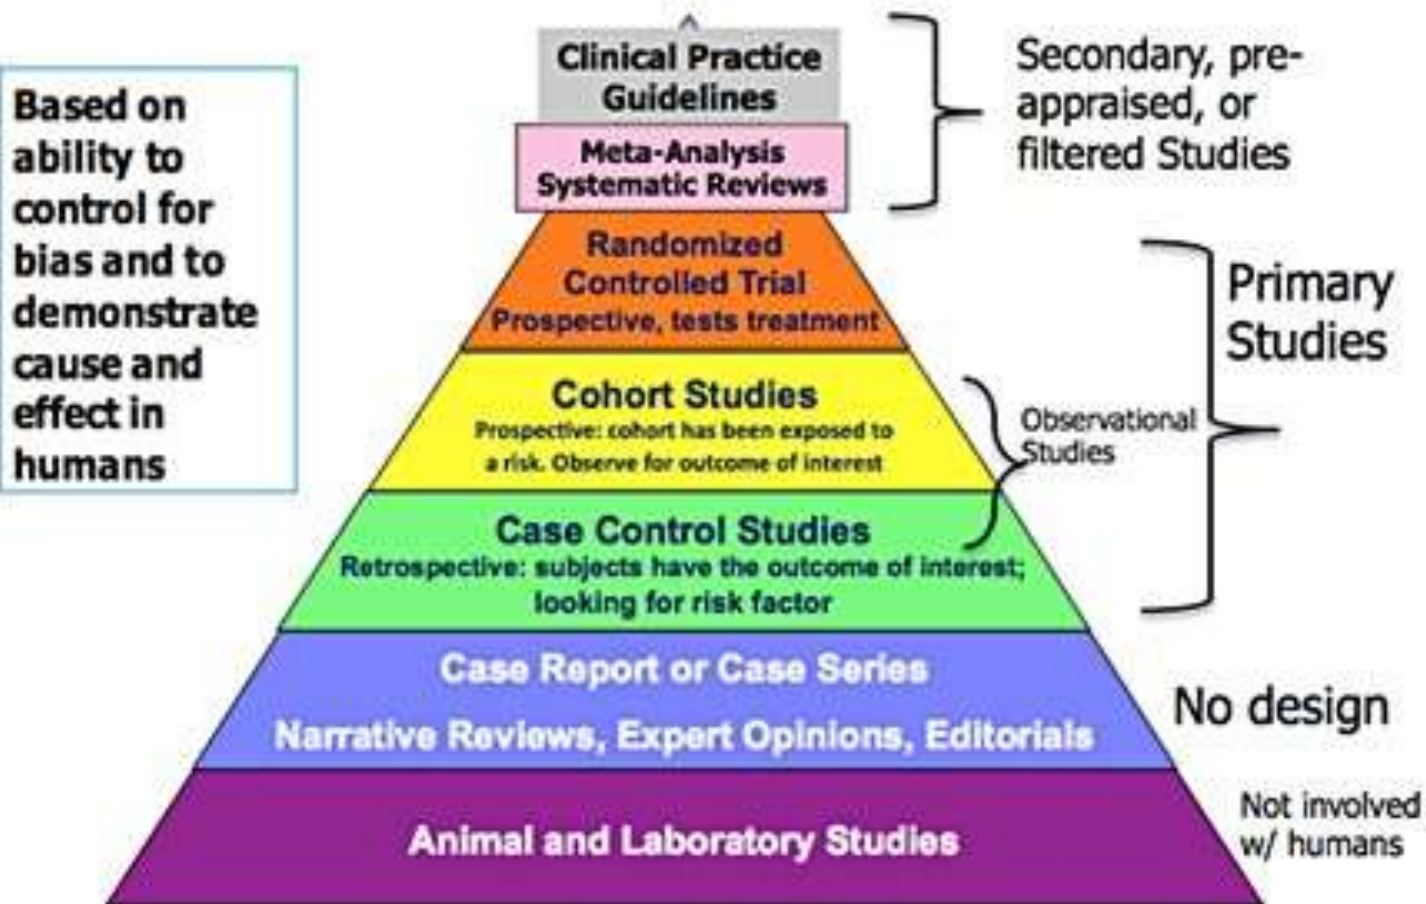 Based on
ability to
control for
bias and to
demonstrate
cause and
effect in
humans
Clinical Practice
Guidelines
Meta-Analysis
Systematic Reviews
Secondary, pre-
appraised, or
filtered Studies
Randomized
Controlled Trial
Prospective, tests treatment
Primary
Studies
Cohort Studies
Prospective: cohort has been exposed to
a risk. Observe for outcome of interest
Observational
Studies
Case Control Studies
Retrospective: subjects have the outcome of interest;
looking for risk factor
Case Report or Case Series
Narrative Reviews, Expert Opinions, Editorials
No design
Animal and Laboratory Studies
Not involved
w/ humans